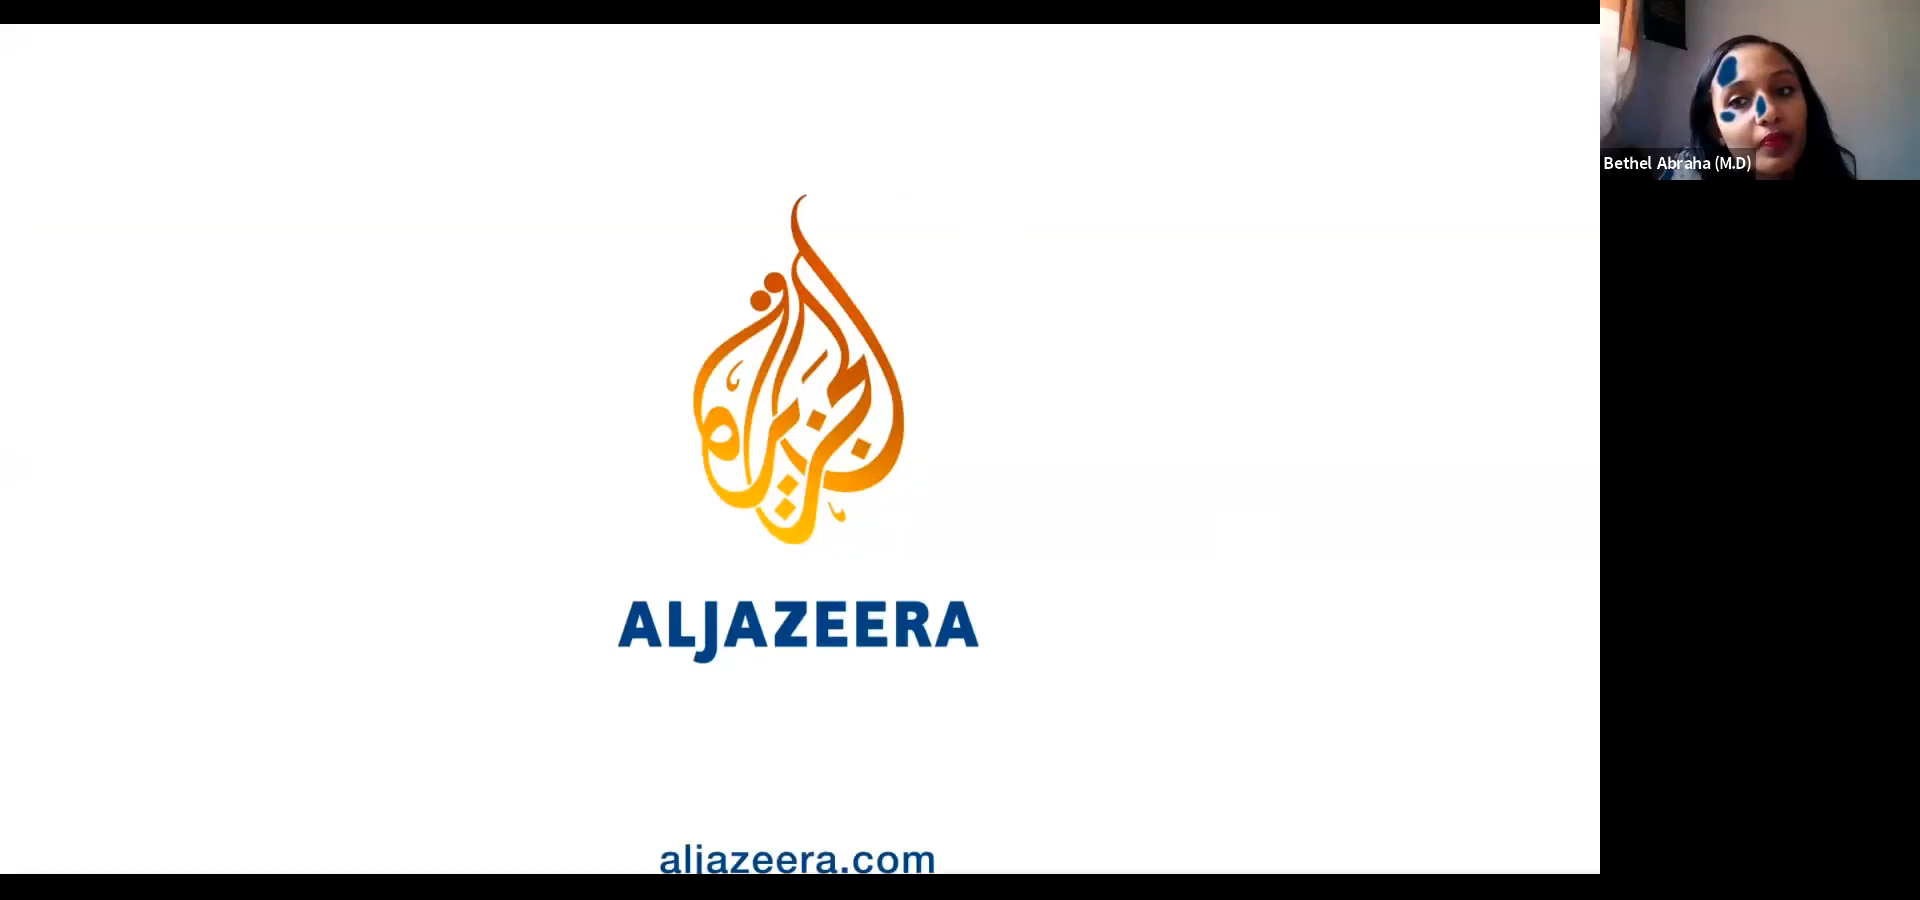 الجزيرة
ALJAZEERA
aljazeera.com
Bethel Abraha (M.D)